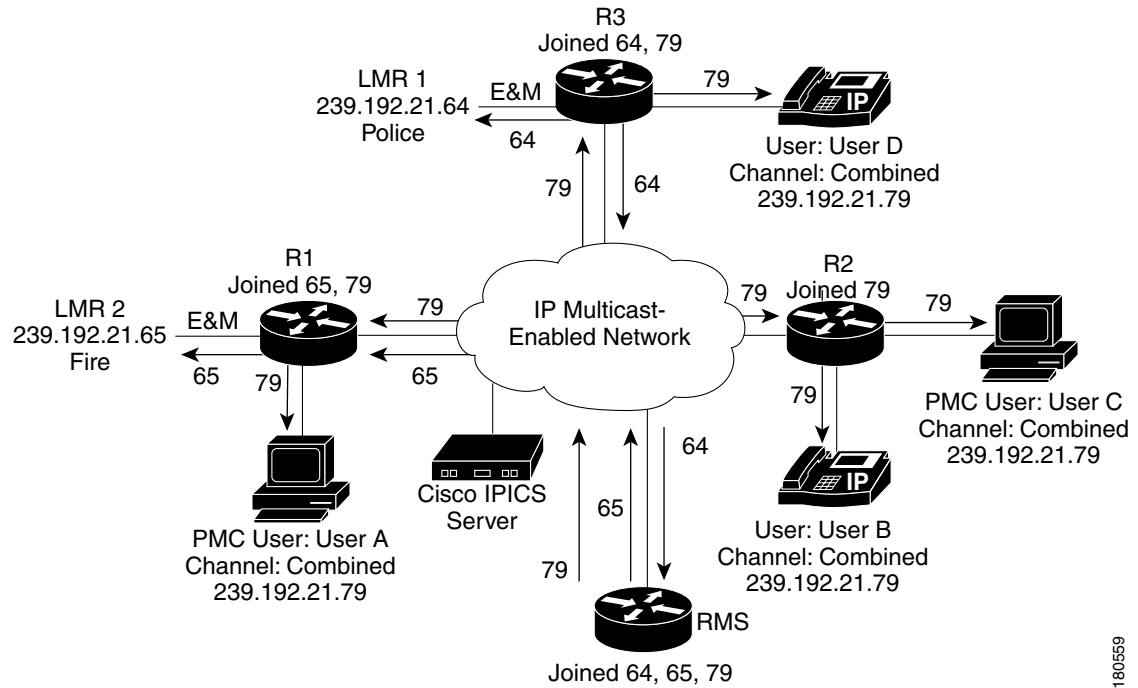 R3
Joined 64, 79
LMR 1
239.192.21.64
Police
E&M
64
79
IP
User: User D
Channel: Combined
239.192.21.79
79
64
R1
Joined 65, 79
LMR 2
239.192.21.65
Fire
E&M
65
79
65
79
IP Multicast-
Enabled Network
R2
Joined 79
79
79
79
PMC User: User C
Channel: Combined
239.192.21.79
IP
User: User B
Channel: Combined
239.192.21.79
PMC User: User A
Channel: Combined
239.192.21.79
Cisco IPICS
Server
79
65
64
RMS
Joined 64, 65, 79
180559